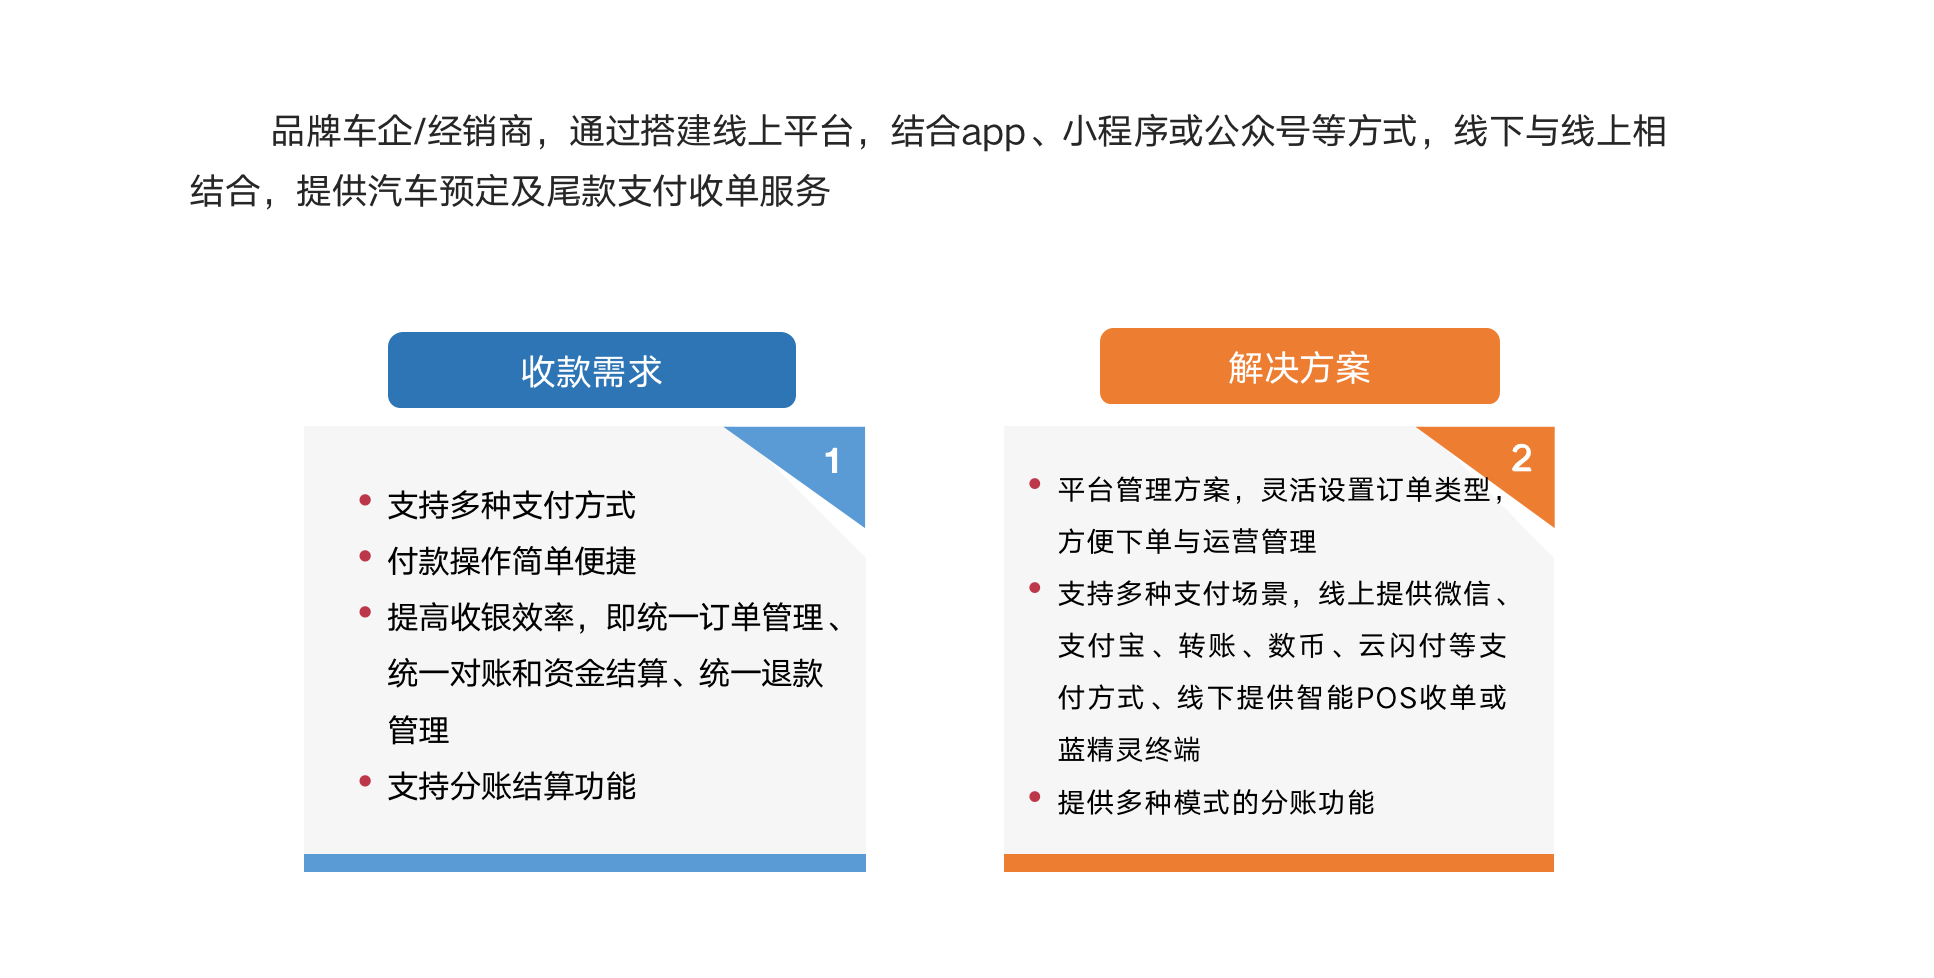 品牌车企/经销商，通过搭建线上平台，结合app、小程序或公众号等方式，线下与线上相
结合，提供汽车预定及尾款支付收单服务
收款需求
1
支持多种支付方式
付款操作简单便捷
提高收银效率，即统一订单管理、
统一对账和资金结算、统一退款
管理
支持分账结算功能
解决方案
2
平台管理方案，灵活设置订单类型，
方便下单与运营管理
支持多种支付场景，线上提供微信、
支付宝、转账、数币、云闪付等支
付方式、线下提供智能POS收单或
蓝精灵终端
提供多种模式的分账功能